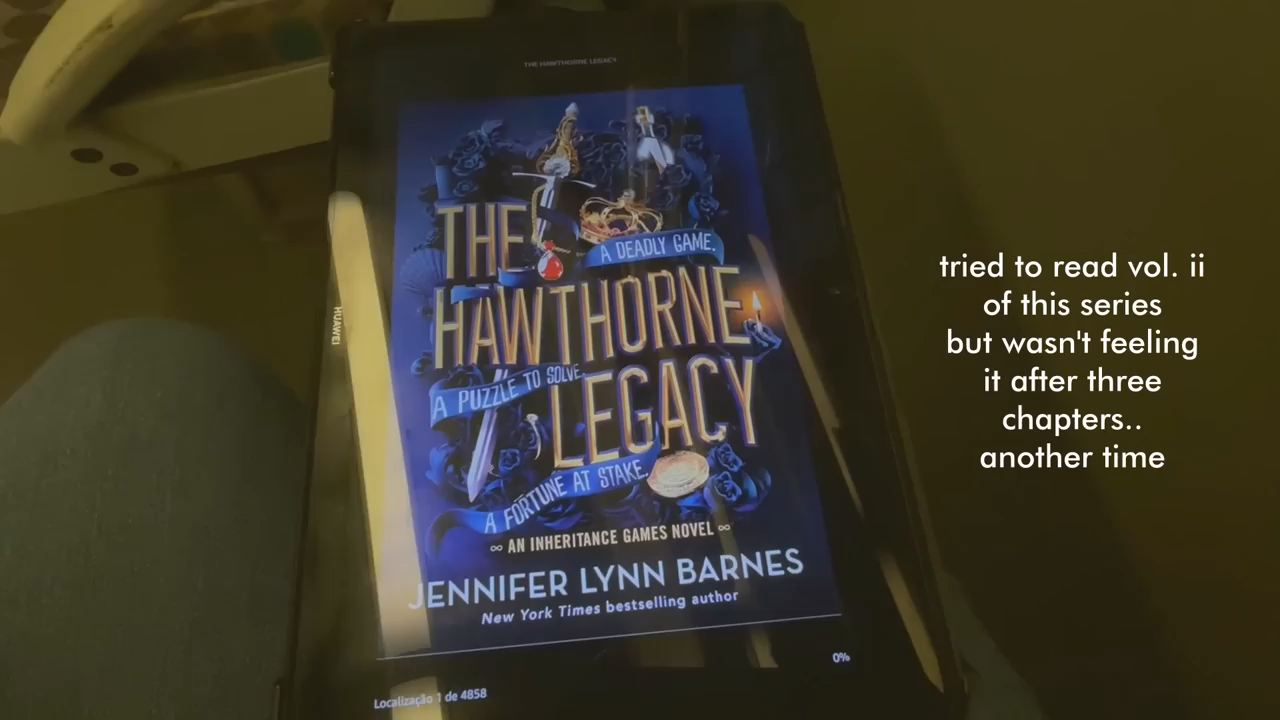 THE HAWTHORNE LEGACY
THE
A DEADLY GAME.
HAWTHORNE
A PUZZLE TO SOLVE.
LEGACY
A FORTUNE AT STAKE.
∞ AN INHERITANCE GAMES NOVEL ∞
JENNIFER LYNN BARNES
New York Times bestselling author
0%
Localização 1 de 4858
HUAWEI
tried to read vol. ii
of this series
but wasn't feeling
it after three
chapters..
another time